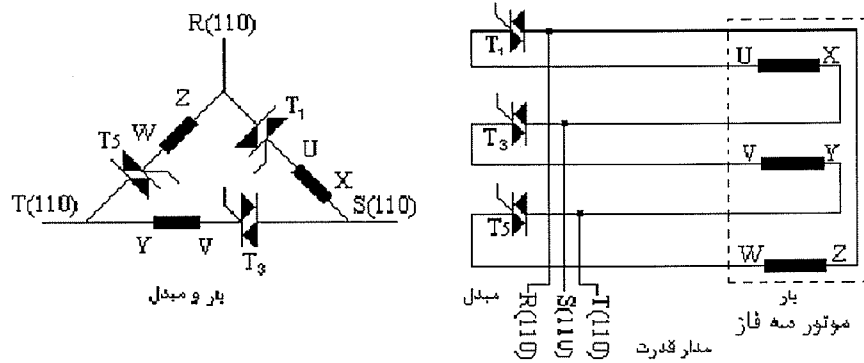 R(110)
Z
T₁
W
T5
U
X
T(110)
S(110)
Y
V
T₃
بار و مبدل
T₁
U
X
T₃
V
Y
T5
W
Z
مبدل
R(110)
S(110)
T(110)
مدار قدرت
بار
موتور سه فاز